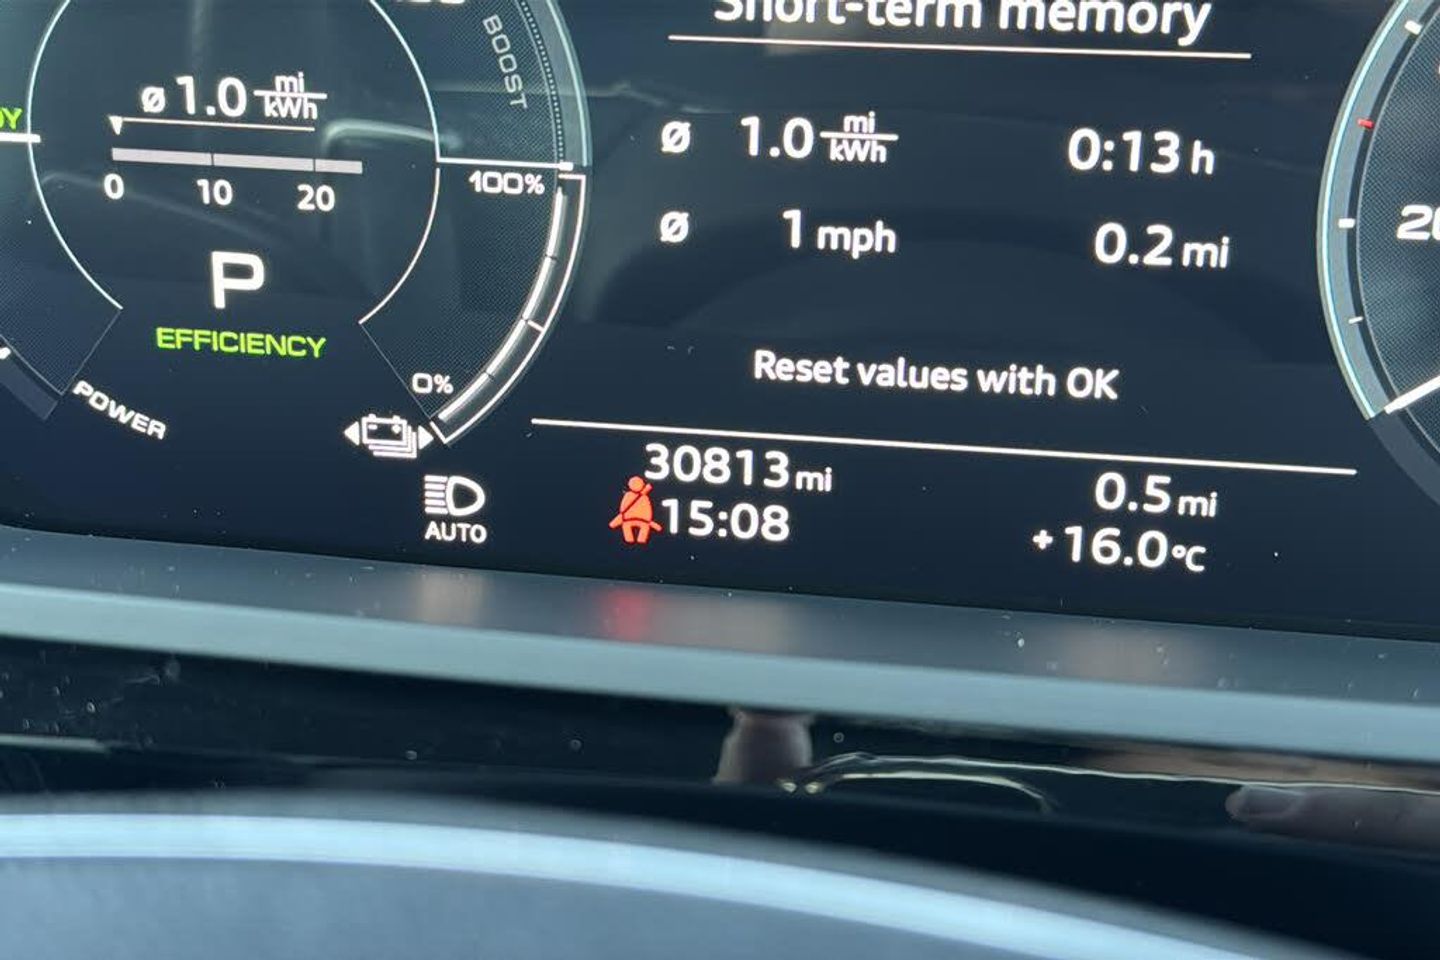 Short-term memory
BOOST
ø 1.0 mi/kWh
ø 1.0 mi/kWh 0:13 h
100%
0 10 20
ø 1 mph 0.2 mi
P
EFFICIENCY
Reset values with OK
0%
POWER
30813 mi 0.5 mi
AUTO
15:08 +16.0°C